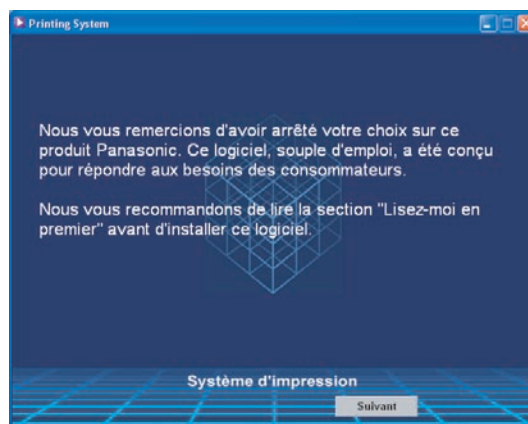 Printing System
Nous vous remercions d'avoir arrêté votre choix sur ce
produit Panasonic. Ce logiciel, souple d'emploi, a été conçu
pour répondre aux besoins des consommateurs.
Nous vous recommandons de lire la section "Lisez-moi en
premier" avant d'installer ce logiciel.
Système d'impression
Suivant